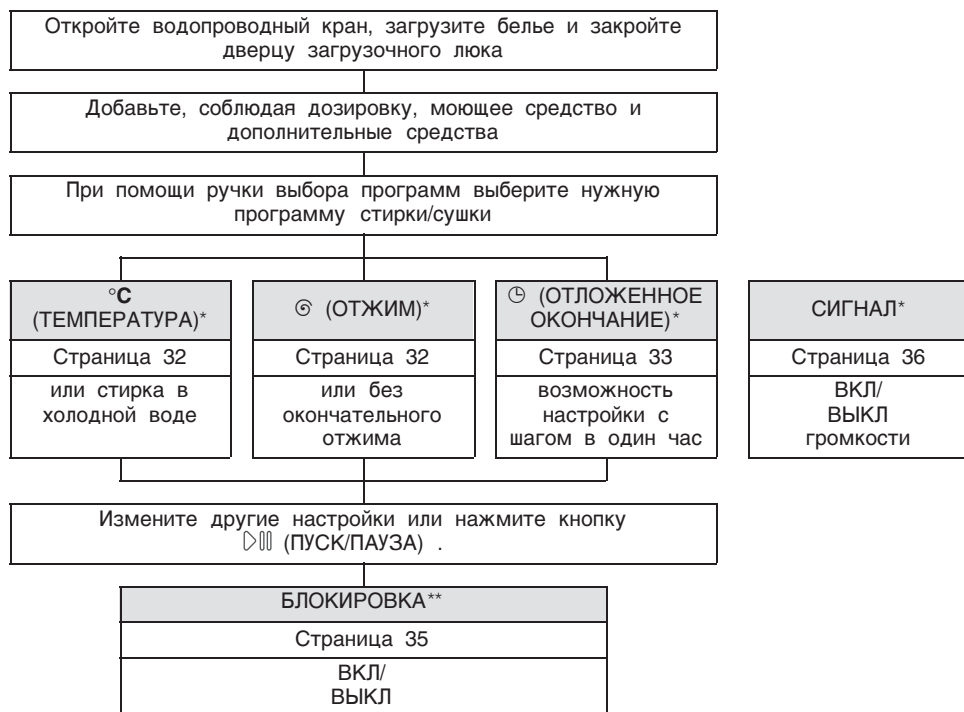 Откройте водопроводный кран, загрузите белье и закройте
дверцу загрузочного люка
Добавьте, соблюдая дозировку, моющее средство и
дополнительные средства
При помощи ручки выбора программ выберите нужную
программу стирки/сушки
°C
(ТЕМПЕРАТУРА)*
Страница 32
или стирка в
холодной воде
(ОТЖИМ)*
Страница 32
или без
окончательного
отжима
(ОТЛОЖЕННОЕ
ОКОНЧАНИЕ)*
Страница 33
возможность
настройки с
шагом в один час
СИГНАЛ*
Страница 36
ВКЛ/
ВЫКЛ
громкости
Измените другие настройки или нажмите кнопку
(ПУСК/ПАУЗА) .
БЛОКИРОВКА**
Страница 35
ВКЛ/
ВЫКЛ